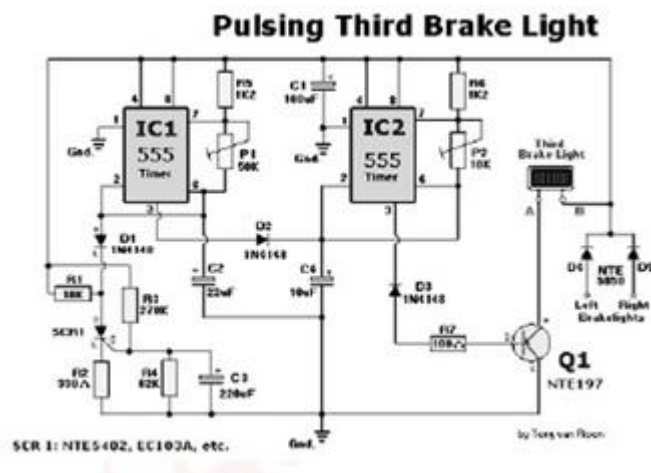 Pulsing Third Brake Light
R5
1K2
C1
100uF
R6
1K2
4
8
4
8
1
7
1
7
IC1
555
Timer
P1
50K
Gnd.
IC2
555
Timer
P2
10K
Gnd.
Third
Brake Light
2
6
2
6
3
3
A
B
D1
1N4148
D2
1N4148
C2
22uF
C4
10uF
D3
1N4148
D4
NTE
5850
D5
Left
Right
Brakelights
R1
18K
R3
270K
SCR1
R7
100Ω
Q1
NTE197
R2
330Ω
R4
82K
C3
220uF
Gnd.
by Tony van Roon
SCR 1: NTE5402, EC103A, etc.